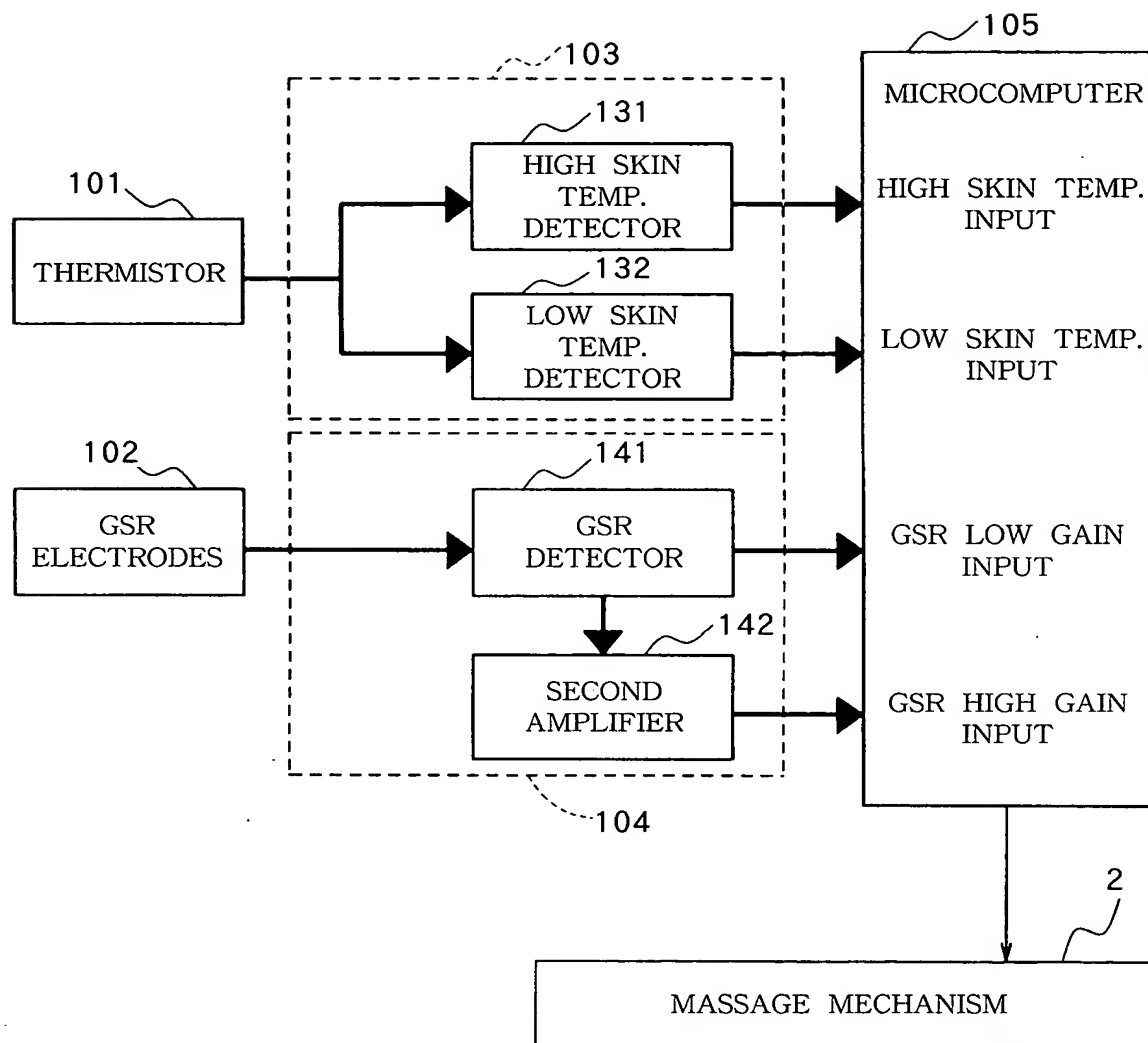 105
103
MICROCOMPUTER
131
HIGH SKIN
TEMP.
DETECTOR
HIGH SKIN TEMP.
INPUT
101
THERMISTOR
132
LOW SKIN
TEMP.
DETECTOR
LOW SKIN TEMP.
INPUT
102
GSR
ELECTRODES
141
GSR
DETECTOR
GSR LOW GAIN
INPUT
142
SECOND
AMPLIFIER
GSR HIGH GAIN
INPUT
104
2
MASSAGE MECHANISM